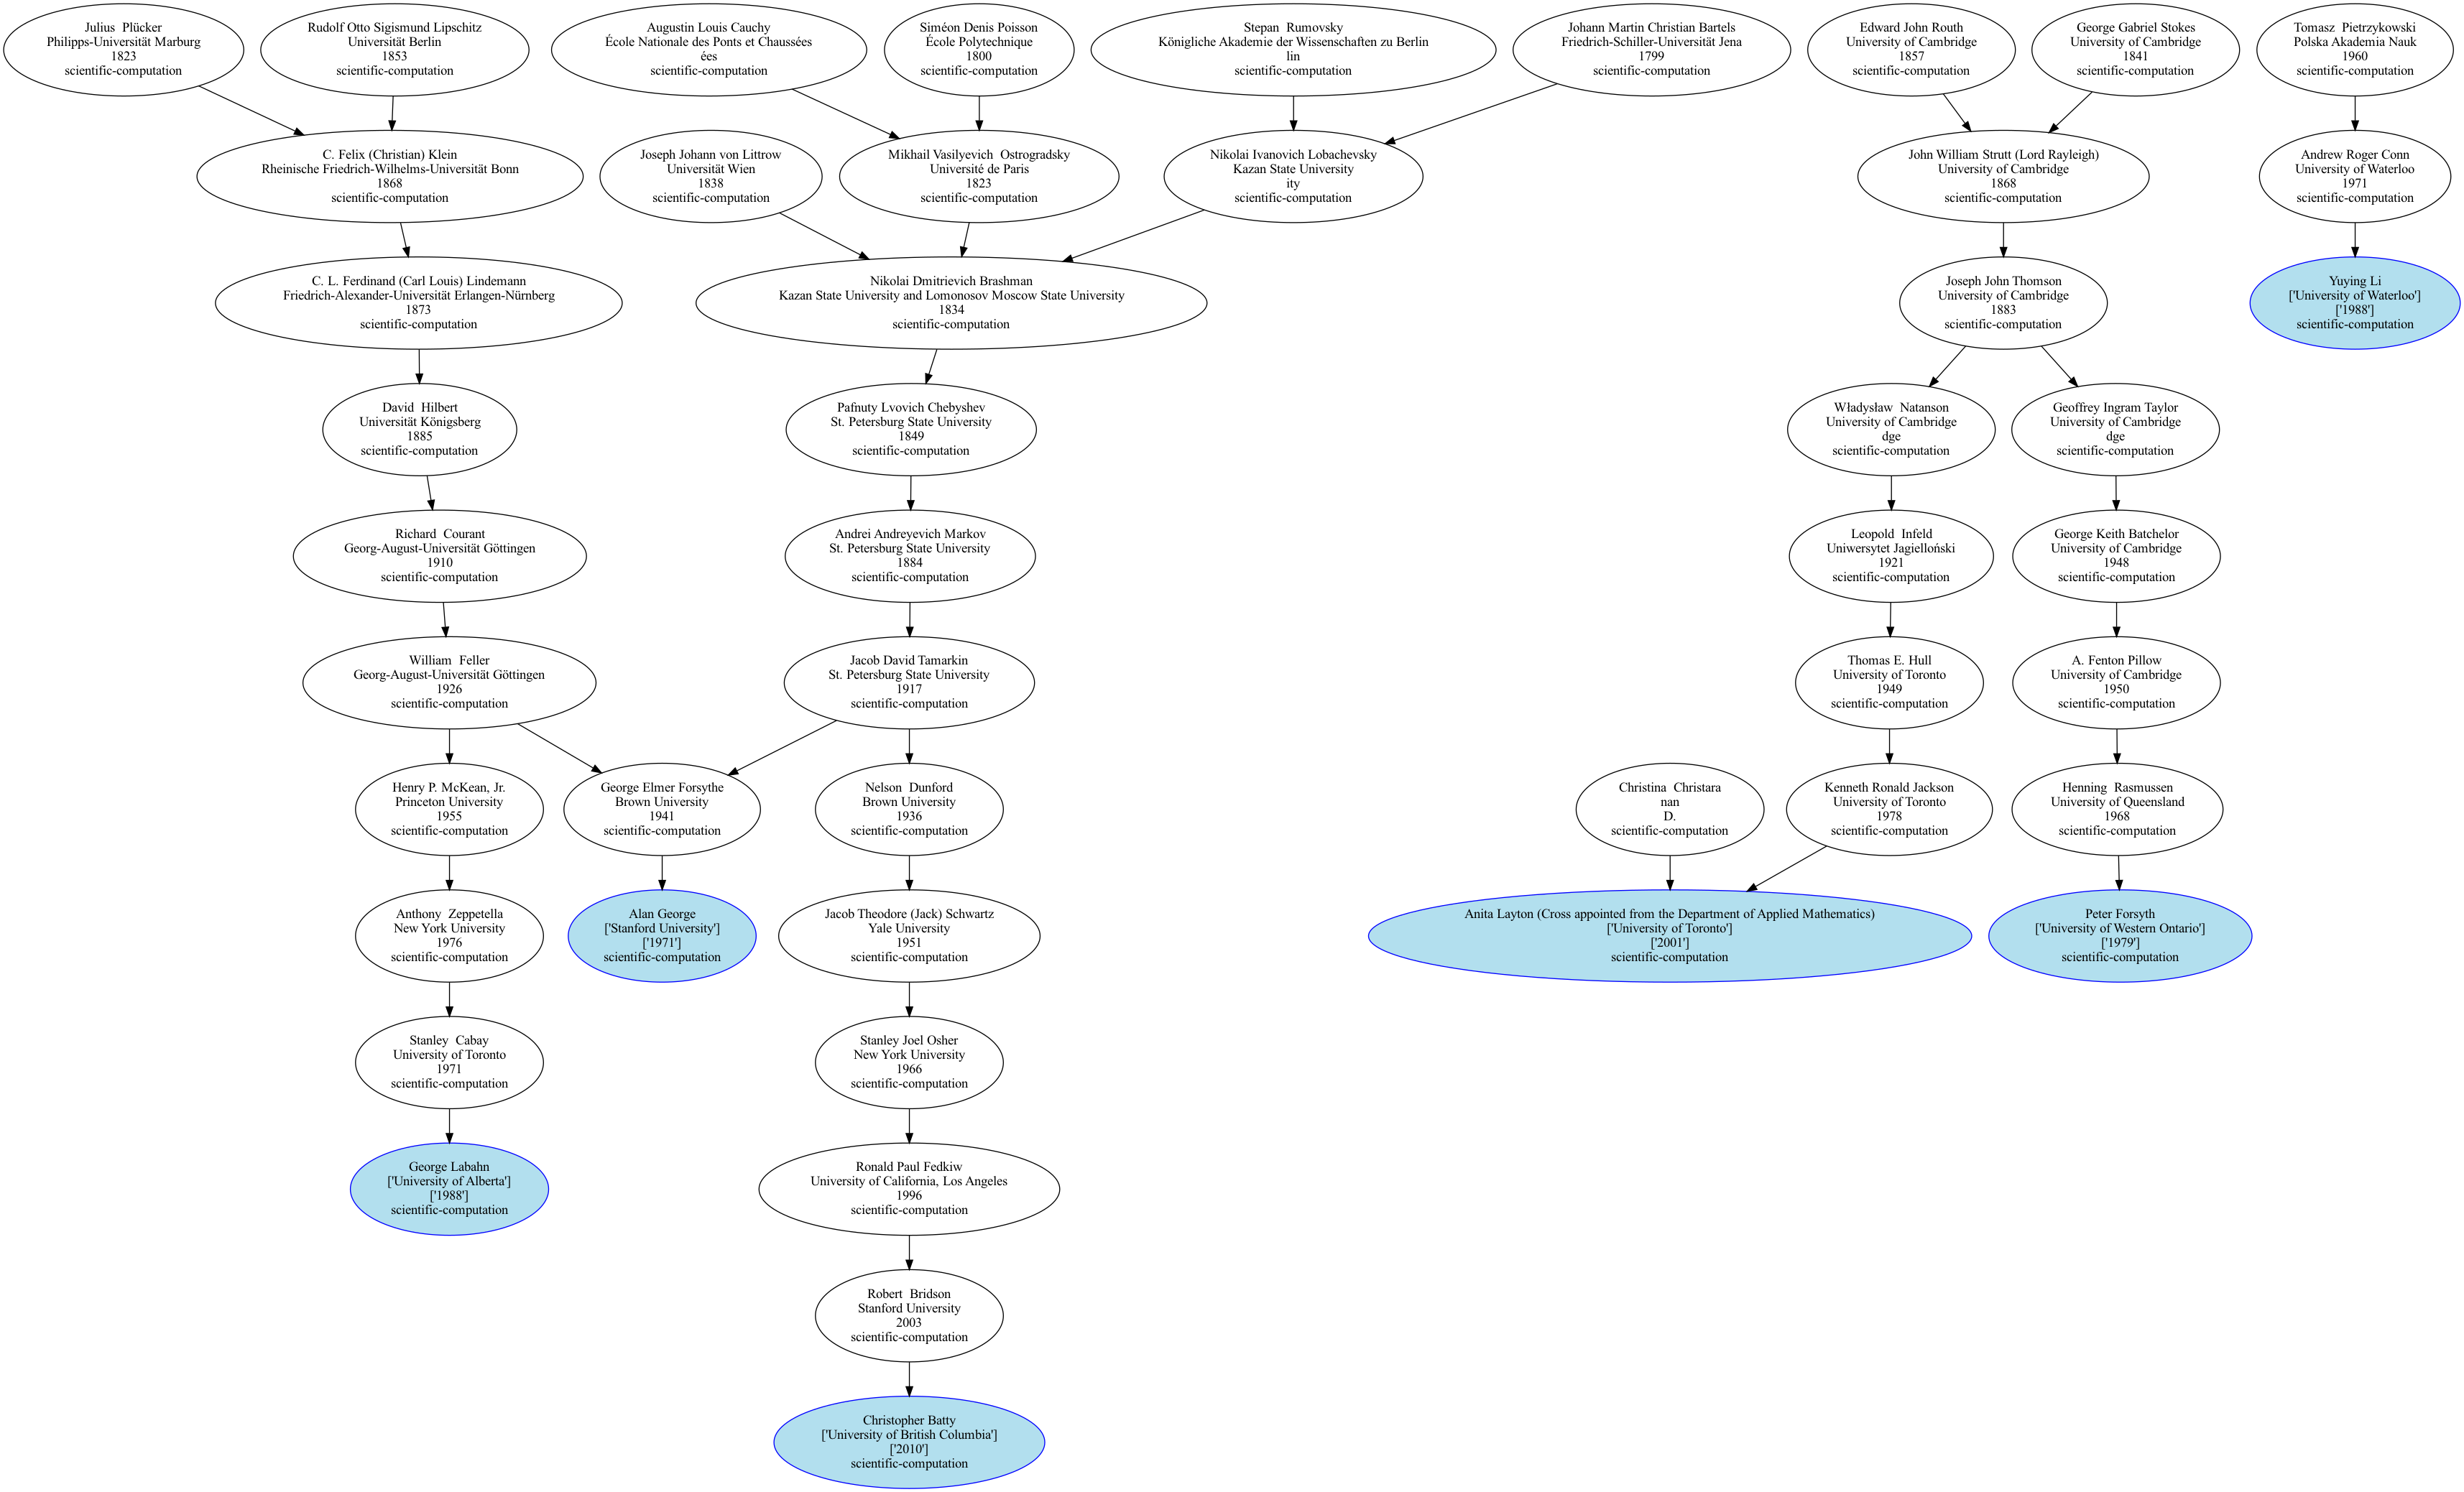 Julius  Plücker
Philipps-Universität Marburg
1823
scientific-computation
Rudolf Otto Sigismund Lipschitz
Universität Berlin
1853
scientific-computation
Augustin Louis Cauchy
École Nationale des Ponts et Chaussées
ées
scientific-computation
Siméon Denis Poisson
École Polytechnique
1800
scientific-computation
Stepan  Rumovsky
Königliche Akademie der Wissenschaften zu Berlin
lin
scientific-computation
Johann Martin Christian Bartels
Friedrich-Schiller-Universität Jena
1799
scientific-computation
Edward John Routh
University of Cambridge
1857
scientific-computation
George Gabriel Stokes
University of Cambridge
1841
scientific-computation
Tomasz  Pietrzykowski
Polska Akademia Nauk
1960
scientific-computation
C. Felix (Christian) Klein
Rheinische Friedrich-Wilhelms-Universität Bonn
1868
scientific-computation
Joseph Johann von Littrow
Universität Wien
1838
scientific-computation
Mikhail Vasilyevich  Ostrogradsky
Université de Paris
1823
scientific-computation
Nikolai Ivanovich Lobachevsky
Kazan State University
ity
scientific-computation
John William Strutt (Lord Rayleigh)
University of Cambridge
1868
scientific-computation
Andrew Roger Conn
University of Waterloo
1971
scientific-computation
C. L. Ferdinand (Carl Louis) Lindemann
Friedrich-Alexander-Universität Erlangen-Nürnberg
1873
scientific-computation
Nikolai Dmitrievich Brashman
Kazan State University and Lomonosov Moscow State University
1834
scientific-computation
Joseph John Thomson
University of Cambridge
1883
scientific-computation
Yuying Li
['University of Waterloo']
['1988']
scientific-computation
David  Hilbert
Universität Königsberg
1885
scientific-computation
Pafnuty Lvovich Chebyshev
St. Petersburg State University
1849
scientific-computation
Władysław  Natanson
University of Cambridge
dge
scientific-computation
Geoffrey Ingram Taylor
University of Cambridge
dge
scientific-computation
Richard  Courant
Georg-August-Universität Göttingen
1910
scientific-computation
Andrei Andreyevich Markov
St. Petersburg State University
1884
scientific-computation
Leopold  Infeld
Uniwersytet Jagielloński
1921
scientific-computation
George Keith Batchelor
University of Cambridge
1948
scientific-computation
William  Feller
Georg-August-Universität Göttingen
1926
scientific-computation
Jacob David Tamarkin
St. Petersburg State University
1917
scientific-computation
Thomas E. Hull
University of Toronto
1949
scientific-computation
A. Fenton Pillow
University of Cambridge
1950
scientific-computation
Henry P. McKean, Jr.
Princeton University
1955
scientific-computation
George Elmer Forsythe
Brown University
1941
scientific-computation
Nelson  Dunford
Brown University
1936
scientific-computation
Christina  Christara
nan
D.
scientific-computation
Kenneth Ronald Jackson
University of Toronto
1978
scientific-computation
Henning  Rasmussen
University of Queensland
1968
scientific-computation
Anthony  Zeppetella
New York University
1976
scientific-computation
Alan George
['Stanford University']
['1971']
scientific-computation
Jacob Theodore (Jack) Schwartz
Yale University
1951
scientific-computation
Anita Layton (Cross appointed from the Department of Applied Mathematics)
['University of Toronto']
['2001']
scientific-computation
Peter Forsyth
['University of Western Ontario']
['1979']
scientific-computation
Stanley  Cabay
University of Toronto
1971
scientific-computation
Stanley Joel Osher
New York University
1966
scientific-computation
George Labahn
['University of Alberta']
['1988']
scientific-computation
Ronald Paul Fedkiw
University of California, Los Angeles
1996
scientific-computation
Robert  Bridson
Stanford University
2003
scientific-computation
Christopher Batty
['University of British Columbia']
['2010']
scientific-computation